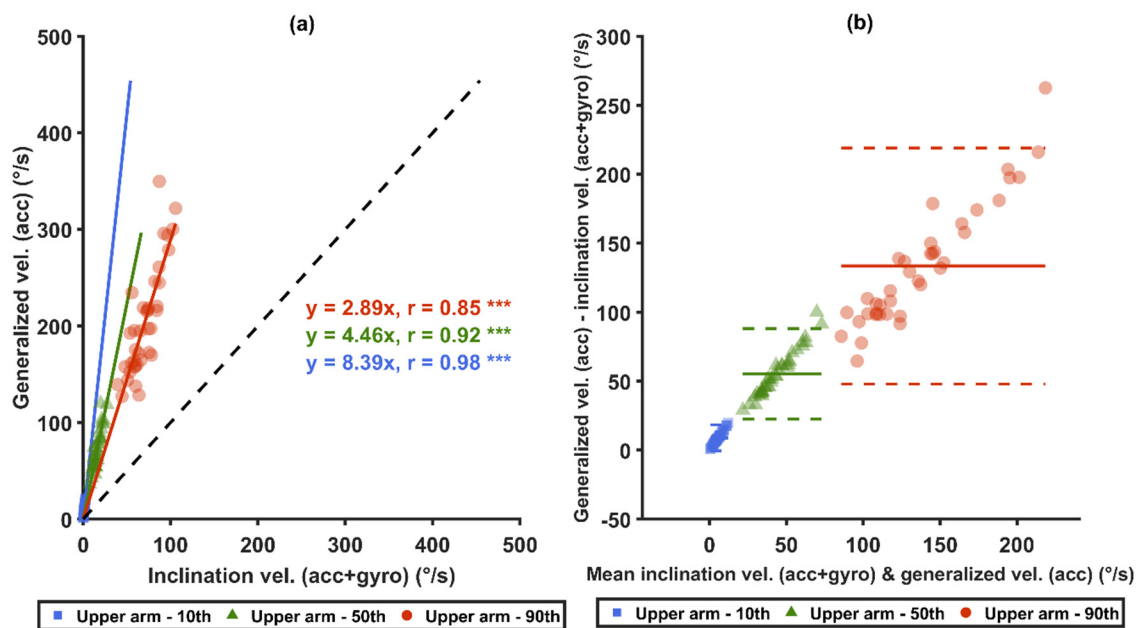 (a)
500
400
300
200
100
0
Generalized vel. (acc) (°/s)
y = 2.89x, r = 0.85 ***
y = 4.46x, r = 0.92 ***
y = 8.39x, r = 0.98 ***
0 100 200 300 400 500
Inclination vel. (acc+gyro) (°/s)
Upper arm - 10th Upper arm - 50th Upper arm - 90th
(b)
300
250
200
150
100
50
0
-50
Generalized vel. (acc) - inclination vel. (acc+gyro) (°/s)
0 50 100 150 200
Mean inclination vel. (acc+gyro) & generalized vel. (acc) (°/s)
Upper arm - 10th Upper arm - 50th Upper arm - 90th